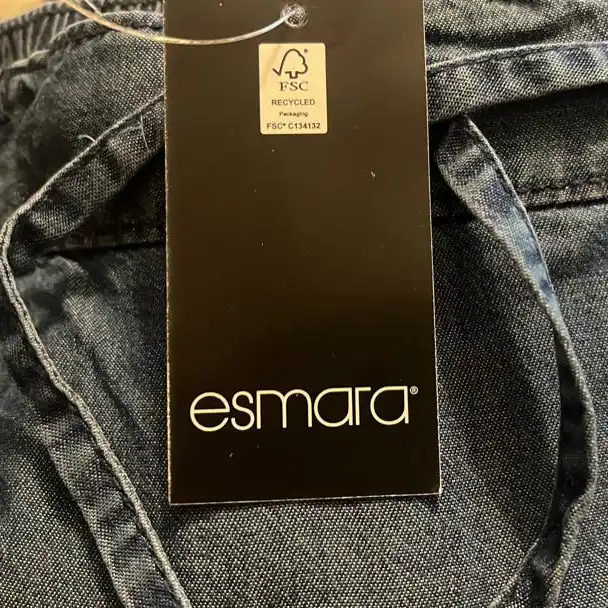 FSC
RECYCLED
Packaging
FSC® C134132
esmara®